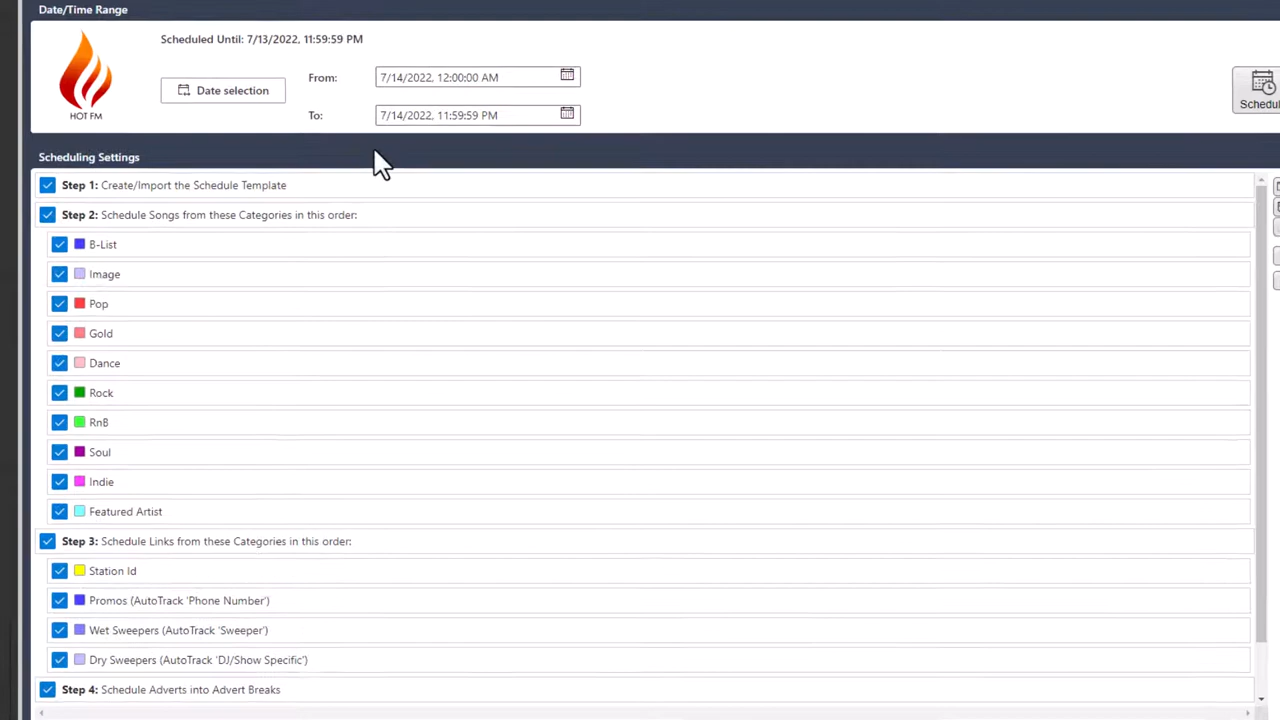 Date/Time Range
Scheduled Until: 7/13/2022, 11:59:59 PM
Date selection
From:
7/14/2022, 12:00:00 AM
To:
7/14/2022, 11:59:59 PM
HOT FM
Schedul
Scheduling Settings
Step 1: Create/Import the Schedule Template
Step 2: Schedule Songs from these Categories in this order:
B-List
Image
Pop
Gold
Dance
Rock
RnB
Soul
Indie
Featured Artist
Step 3: Schedule Links from these Categories in this order:
Station Id
Promos (AutoTrack 'Phone Number')
Wet Sweepers (AutoTrack 'Sweeper')
Dry Sweepers (AutoTrack 'DJ/Show Specific')
Step 4: Schedule Adverts into Advert Breaks